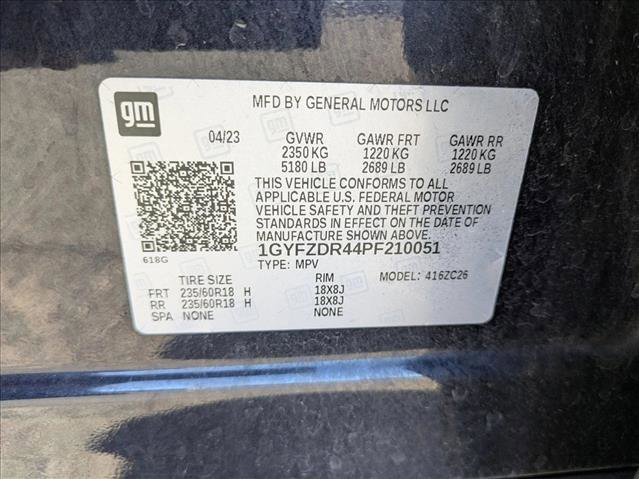 gm
MFD BY GENERAL MOTORS LLC
04/23 GVWR GAWR FRT GAWR RR
2350 KG 1220 KG 1220 KG
5180 LB 2689 LB 2689 LB
THIS VEHICLE CONFORMS TO ALL
APPLICABLE U.S. FEDERAL MOTOR
VEHICLE SAFETY AND THEFT PREVENTION
STANDARDS IN EFFECT ON THE DATE OF
MANUFACTURE SHOWN ABOVE.
618G
1GYFZDR44PF210051
TYPE: MPV MODEL: 416ZC26
TIRE SIZE RIM
FRT 235/60R18 H 18X8J
RR 235/60R18 H 18X8J
SPA NONE NONE